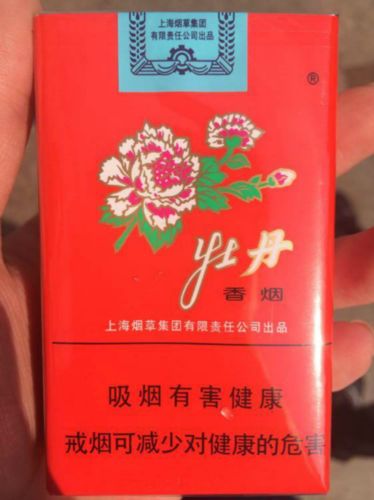 上海烟草集团
有限责任公司出品
®
牡丹
香烟
上海烟草集团有限责任公司出品
吸烟有害健康
戒烟可减少对健康的危害